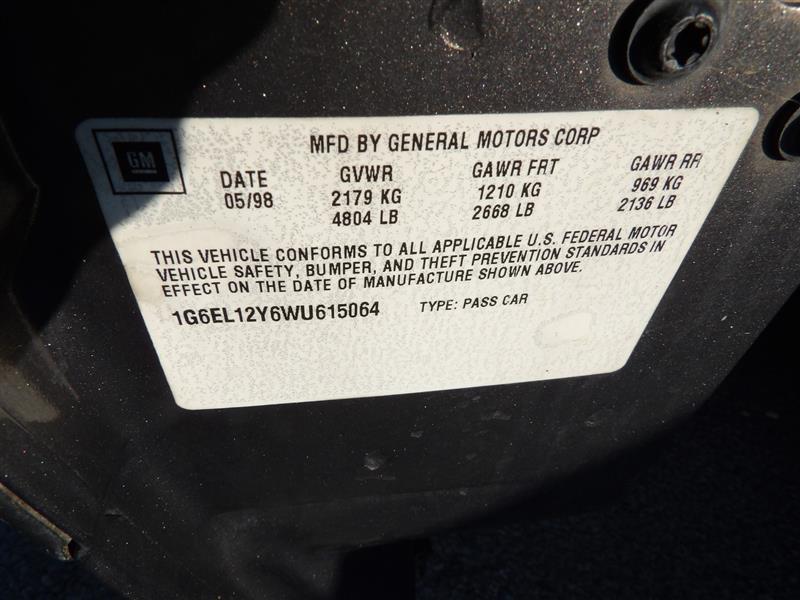 GM
MFD BY GENERAL MOTORS CORP
DATE GVWR GAWR FRT GAWR RR
05/98 2179 KG 1210 KG 969 KG
4804 LB 2668 LB 2136 LB
THIS VEHICLE CONFORMS TO ALL APPLICABLE U.S. FEDERAL MOTOR
VEHICLE SAFETY, BUMPER, AND THEFT PREVENTION STANDARDS IN
EFFECT ON THE DATE OF MANUFACTURE SHOWN ABOVE.
1G6EL12Y6WU615064 TYPE: PASS CAR